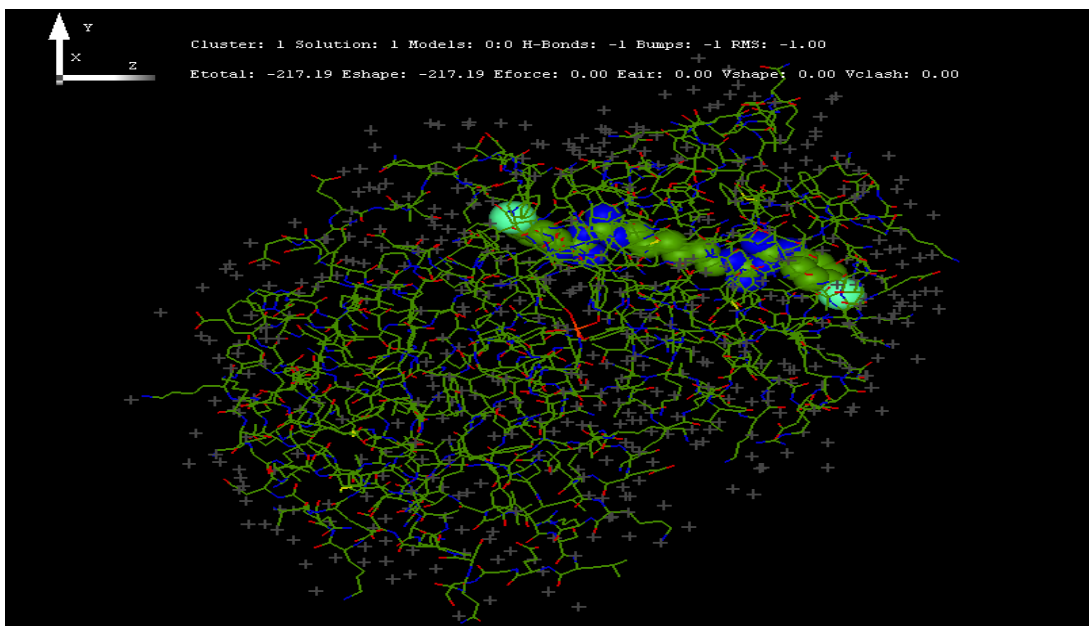 Y
Cluster: 1 Solution: 1 Models: 0:0 H-Bonds: -1 Bumps: -1 RMS: -1.00
X
Z
Etotal: -217.19 Eshape: -217.19 Eforce: 0.00 Eair: 0.00 Vshape: 0.00 Vclash: 0.00